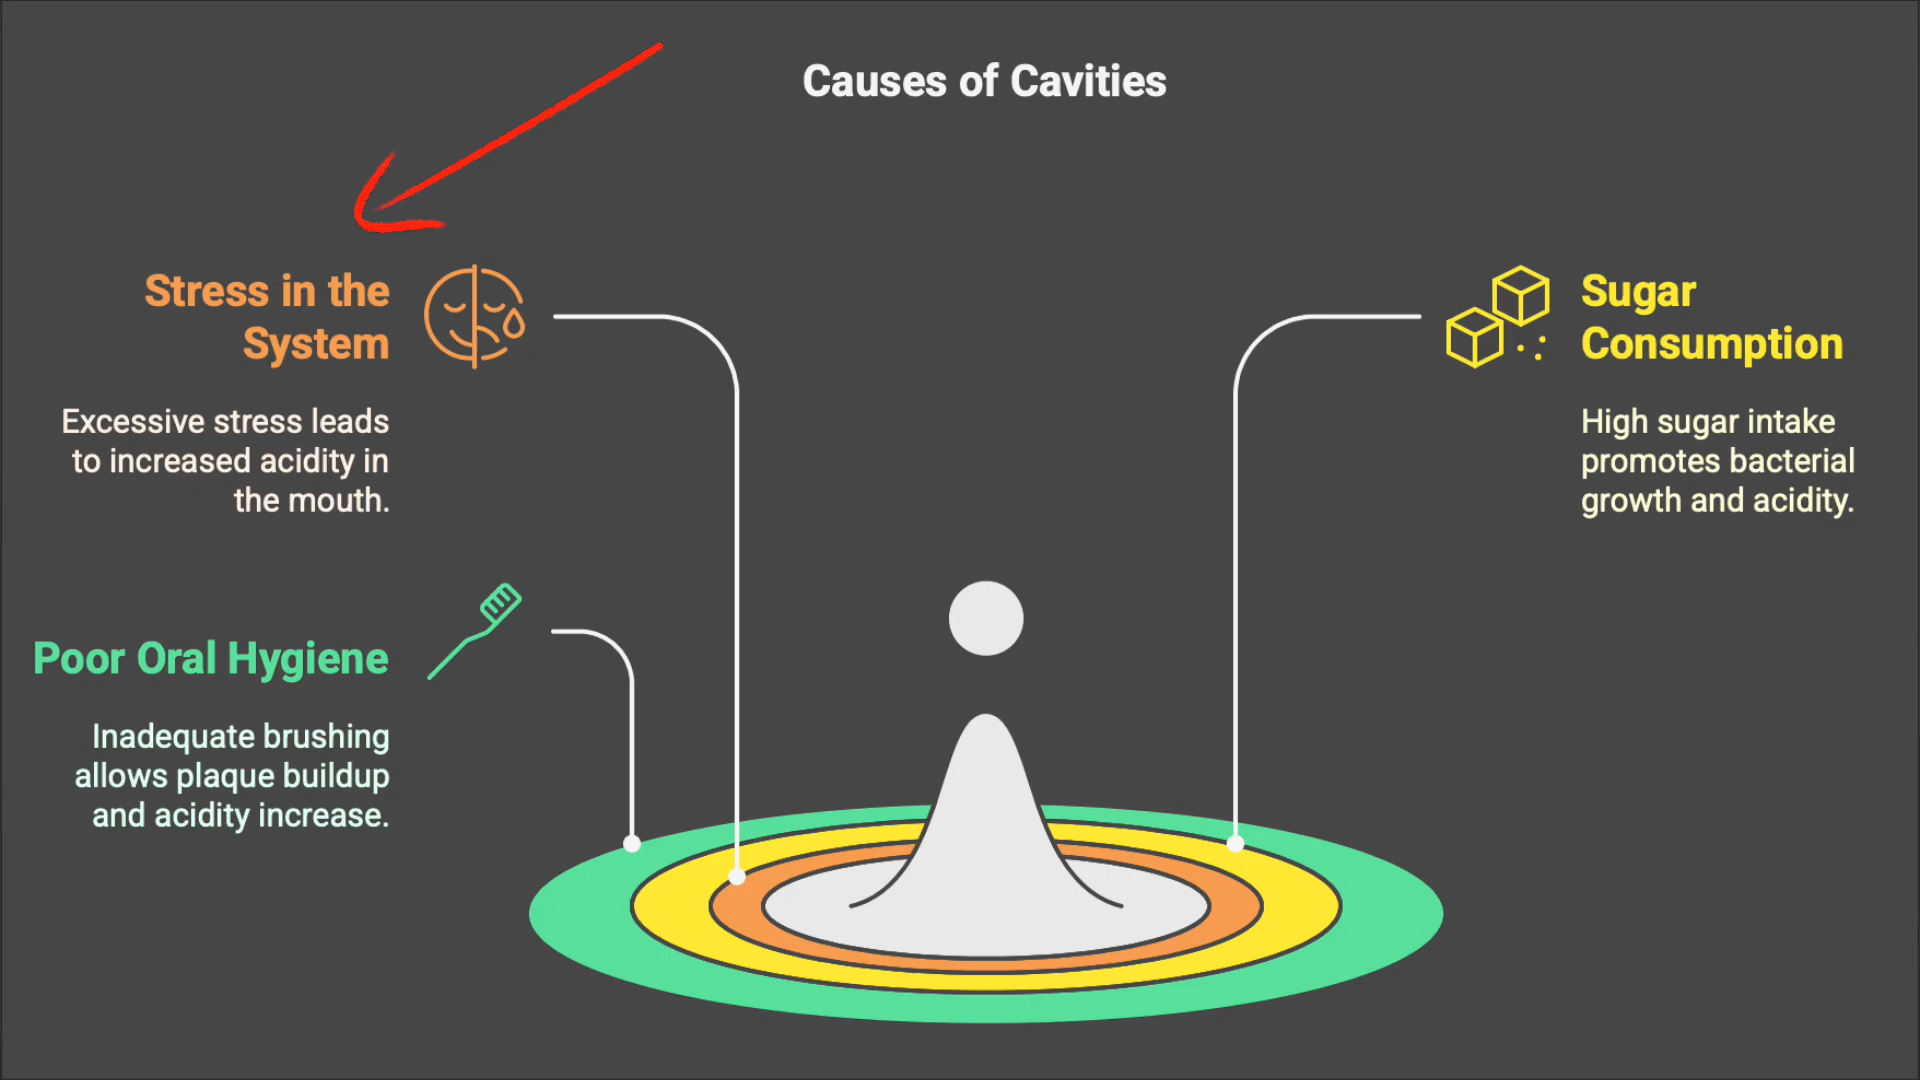 Causes of Cavities
Stress in the
System
Excessive stress leads
to increased acidity in
the mouth.
Sugar
Consumption
High sugar intake
promotes bacterial
growth and acidity.
Poor Oral Hygiene
Inadequate brushing
allows plaque buildup
and acidity increase.